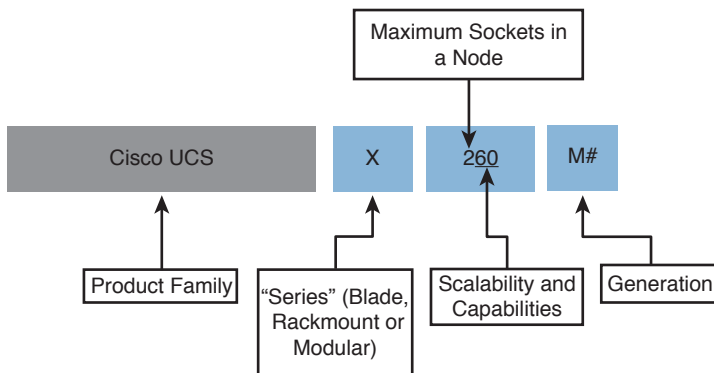 Maximum Sockets in
a Node
Cisco UCS
X
260
M#
Product Family
“Series” (Blade,
Rackmount or
Modular)
Scalability and
Capabilities
Generation